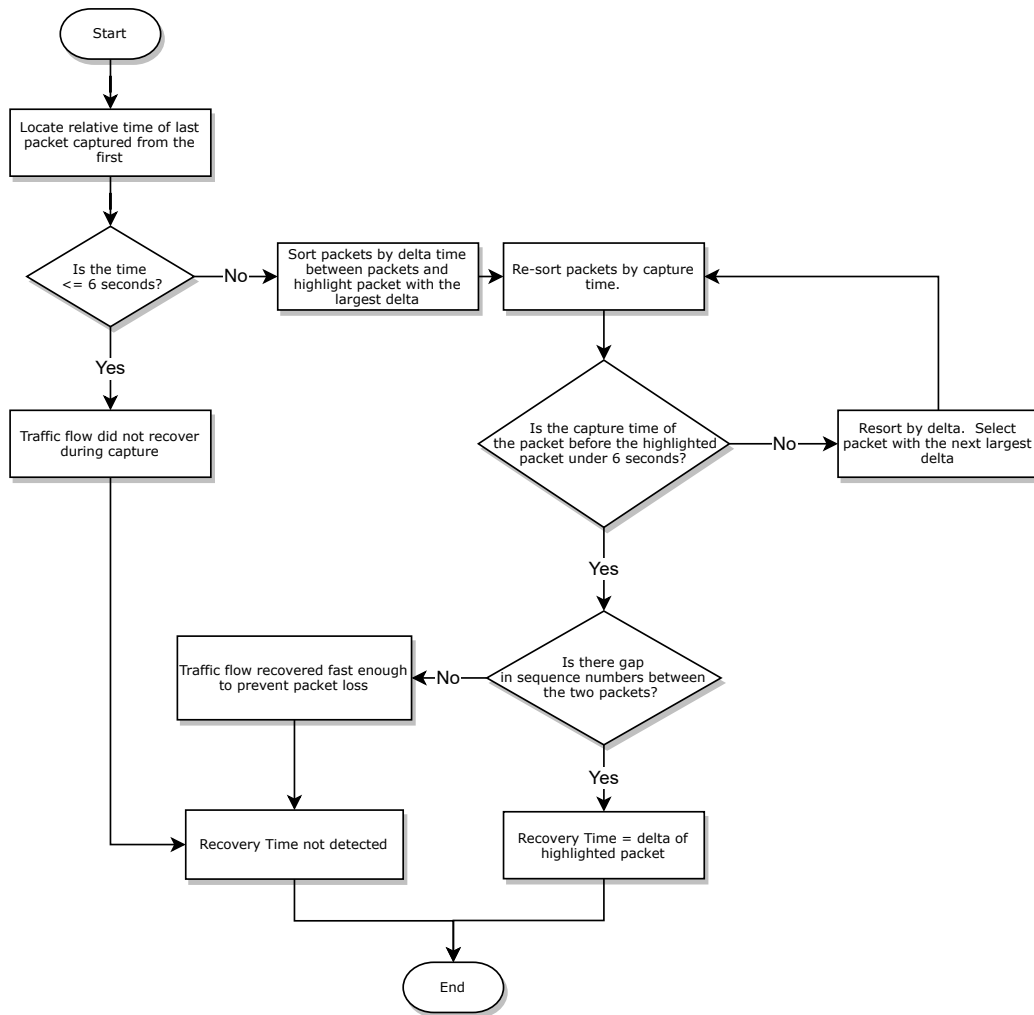 Start
Locate relative time of last
packet captured from the
first
Is the time
<= 6 seconds?
No
Sort packets by delta time
between packets and
highlight packet with the
largest delta
Re-sort packets by capture
time.
Yes
Traffic flow did not recover
during capture
Is the capture time of
the packet before the highlighted
packet under 6 seconds?
No
Resort by delta.  Select
packet with the next largest
delta
Yes
Is there gap
in sequence numbers between
the two packets?
No
Traffic flow recovered fast enough
to prevent packet loss
Yes
Recovery Time not detected
Recovery Time = delta of
highlighted packet
End